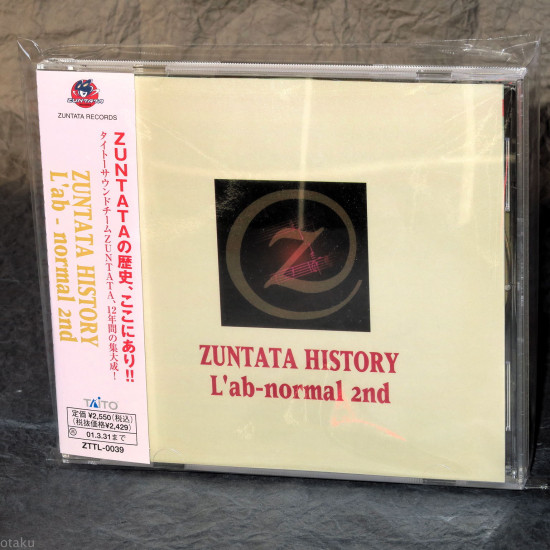 ZUNTATA
ZUNTATA RECORDS
ZUNTATAの歴史、ここにあり!!
タイトーサウンドチームZUNTATA、12年間の集大成!
ZUNTATA HISTORY
L'ab - normal 2nd
TAITO
定価¥2,550(税込)
(税抜価格¥2,429)
01.3.31まで
ZTTL-0039
Z
ZUNTATA HISTORY
L'ab-normal 2nd
otaku